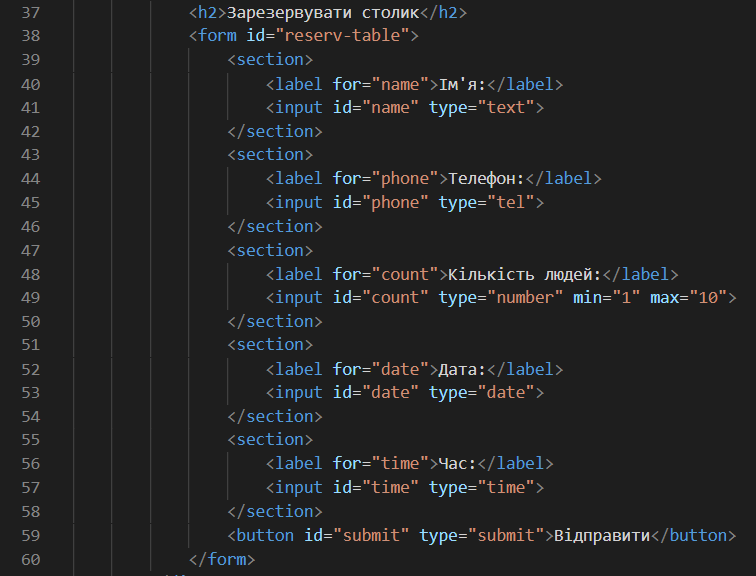 37 <h2>Зарезервувати столик</h2>
38 <form id="reserv-table">
39 <section>
40 <label for="name">Ім'я:</label>
41 <input id="name" type="text">
42 </section>
43 <section>
44 <label for="phone">Телефон:</label>
45 <input id="phone" type="tel">
46 </section>
47 <section>
48 <label for="count">Кількість людей:</label>
49 <input id="count" type="number" min="1" max="10">
50 </section>
51 <section>
52 <label for="date">Дата:</label>
53 <input id="date" type="date">
54 </section>
55 <section>
56 <label for="time">Час:</label>
57 <input id="time" type="time">
58 </section>
59 <button id="submit" type="submit">Відправити</button>
60 </form>